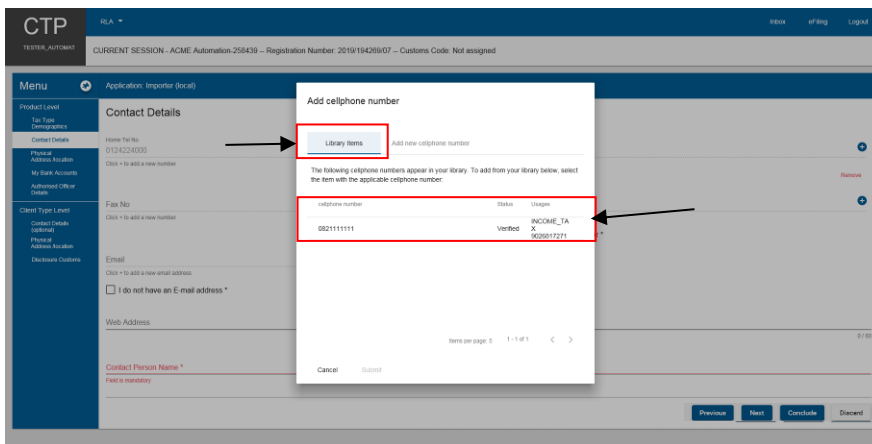 CTP
RLA
Inbox
eFiling
Logout
TESTER_AUTOMAT
CURRENT SESSION - ACME Automation-258439 – Registration Number: 2019/194269/07 – Customs Code: Not assigned
Menu
Application: Importer (local)
Product Level
Tax Type
Demographics
Contact Details
Physical
Address Location
My Bank Accounts
Authorised Officer
Details
Client Type Level
Contact Details
(optional)
Physical
Address Location
Disclosure Customs
Contact Details
Home Tel No
0124224000
Click + to add a new number
Remove
Fax No
Click + to add a new number
Email
Click + to add a new email address
I do not have an E-mail address *
Web Address
Contact Person Name *
Field is mandatory
Add cellphone number
Library Items
Add new cellphone number
The following cellphone numbers appear in your library. To add from your library below, select
the item with the applicable cellphone number:
cellphone number
Status
Usages
0821111111
Verified
INCOME_TA
X
9026817271
Items per page: 5
1 - 1 of 1
Cancel
Submit
Previous
Next
Conclude
Discard